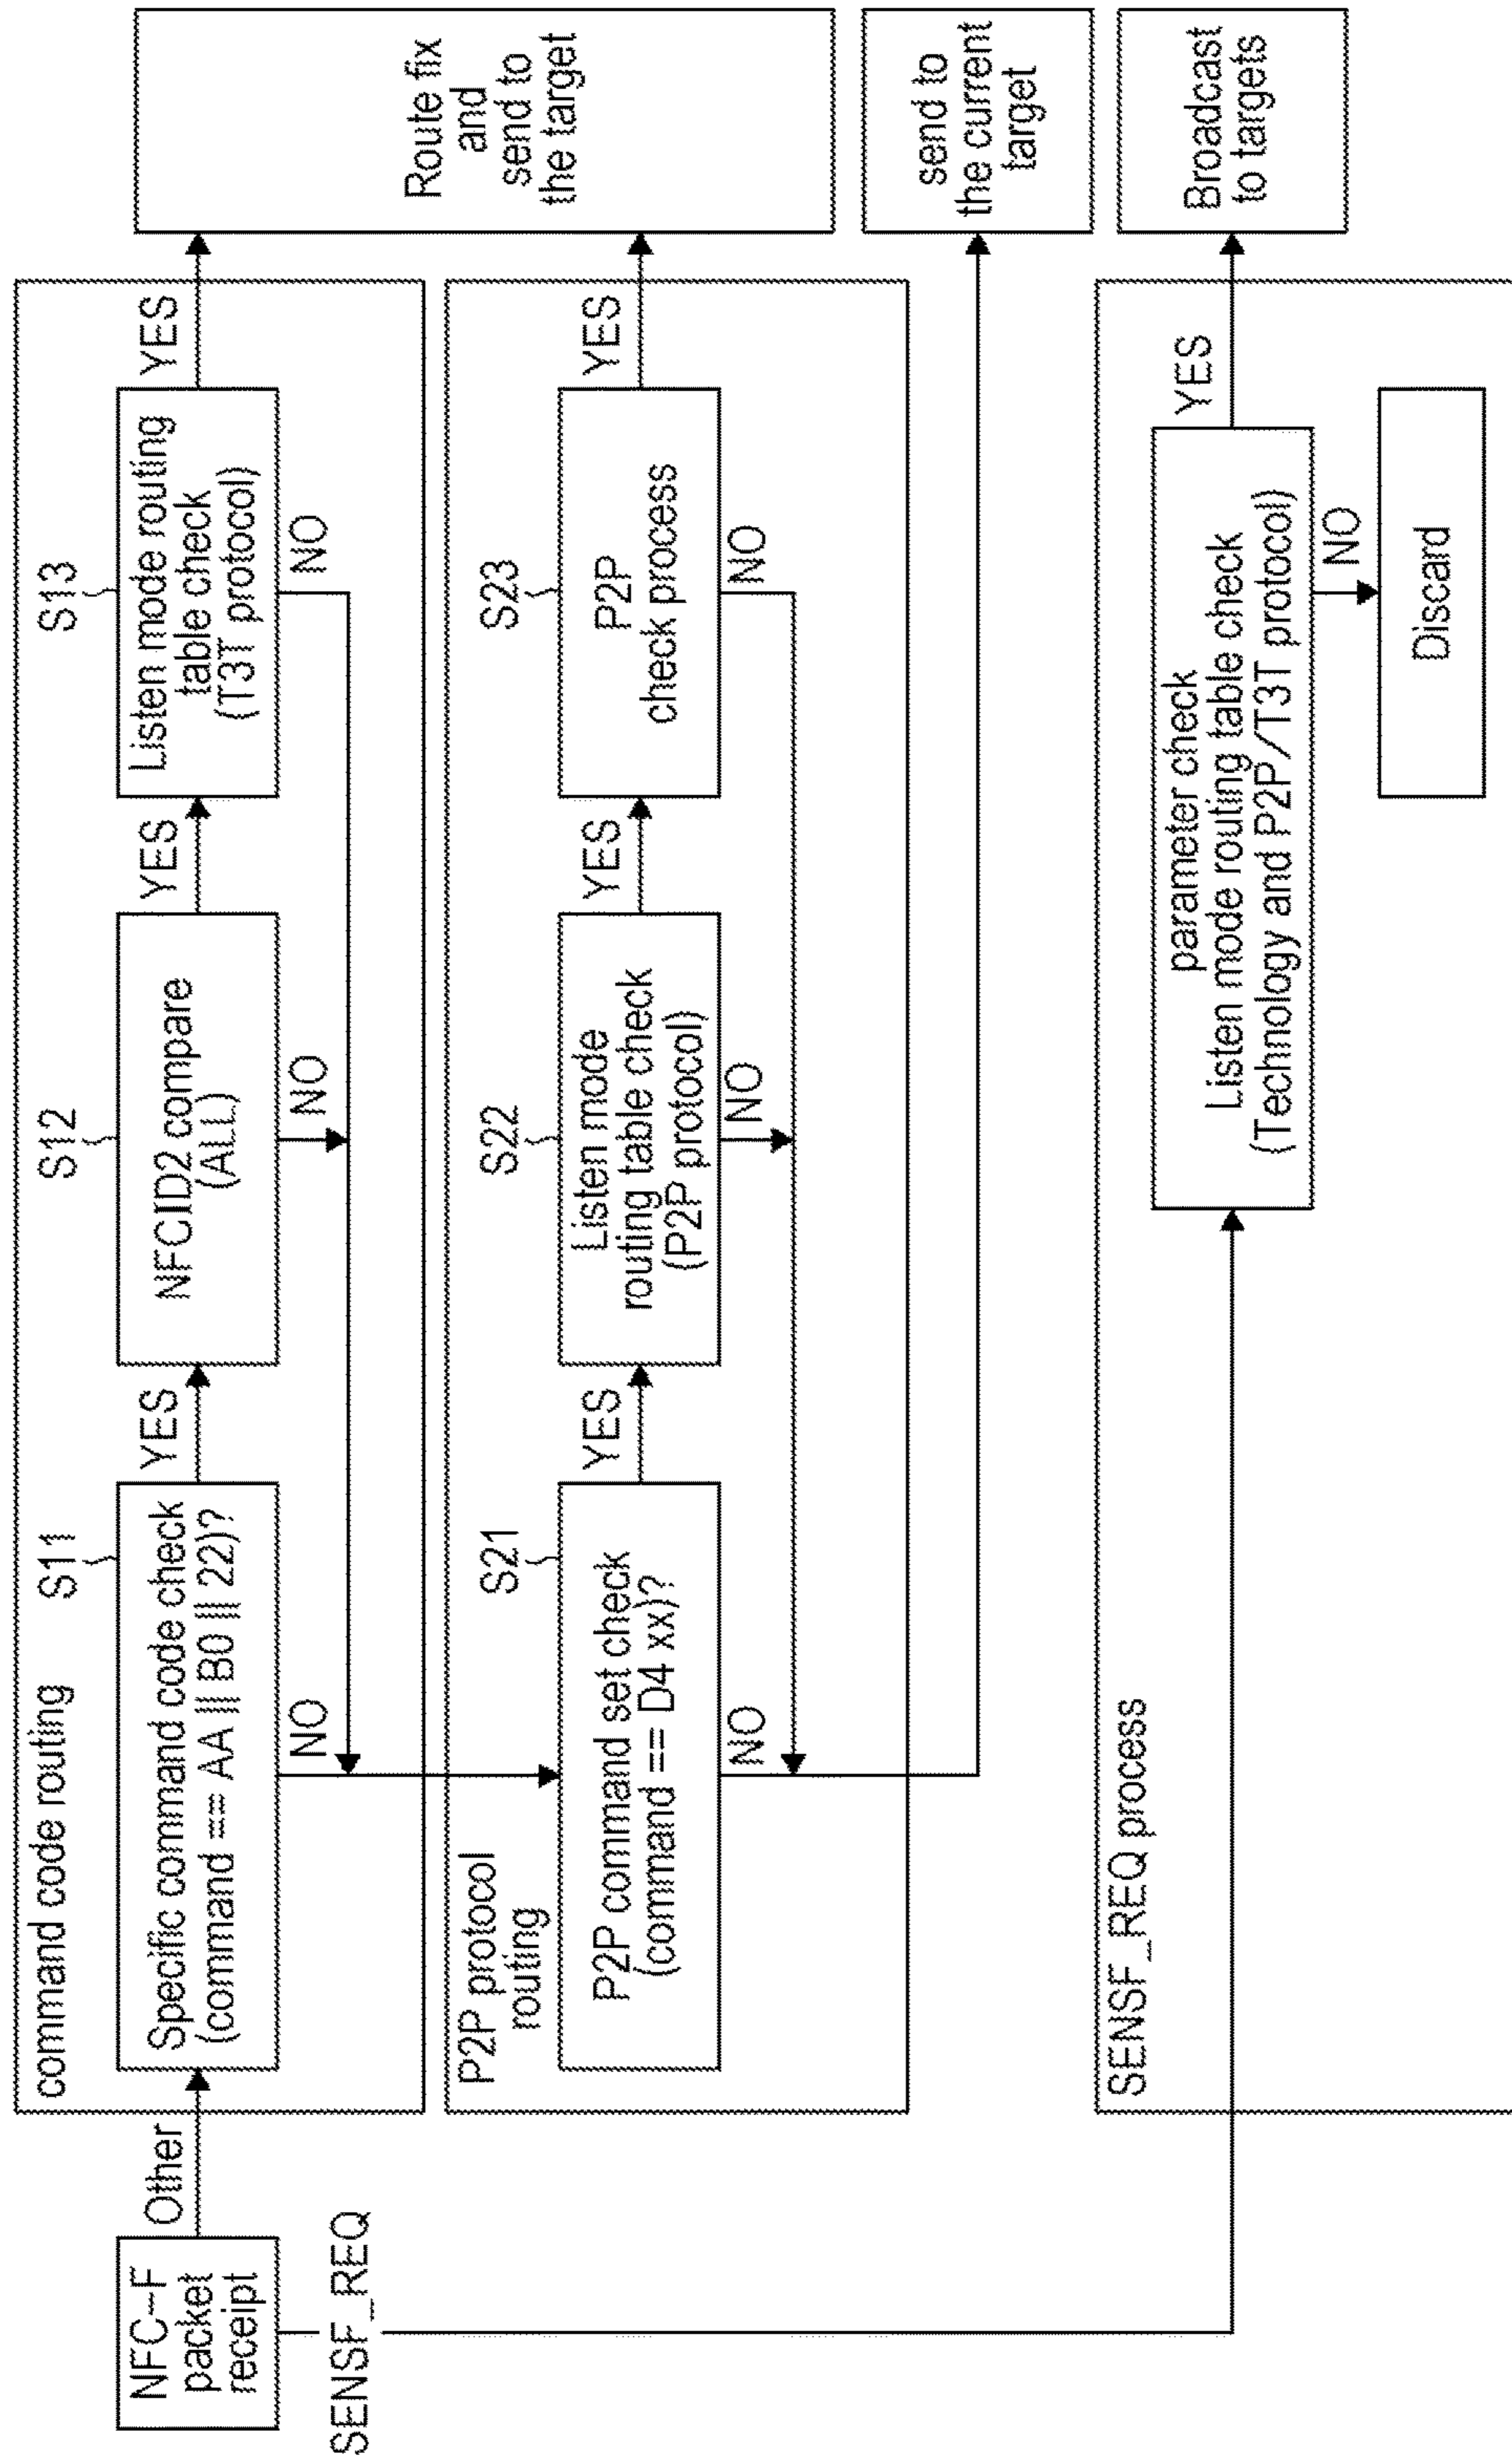 NFC-F
packet
receipt
Other
SENSF_REQ
command code routing
S11
Specific command code check
(command == AA || B0 || 22)?
YES
NO
S12
NFCID2 compare
(ALL)
YES
NO
S13
Listen mode routing
table check
(T3T protocol)
YES
NO
Route fix
and
send to
the target
P2P protocol
routing
S21
P2P command set check
(command == D4 xx)?
YES
NO
S22
Listen mode
routing table check
(P2P protocol)
YES
NO
S23
P2P
check process
YES
NO
send to
the current
target
SENSF_REQ process
parameter check
Listen mode routing table check
(Technology and P2P/T3T protocol)
YES
NO
Discard
Broadcast
to targets